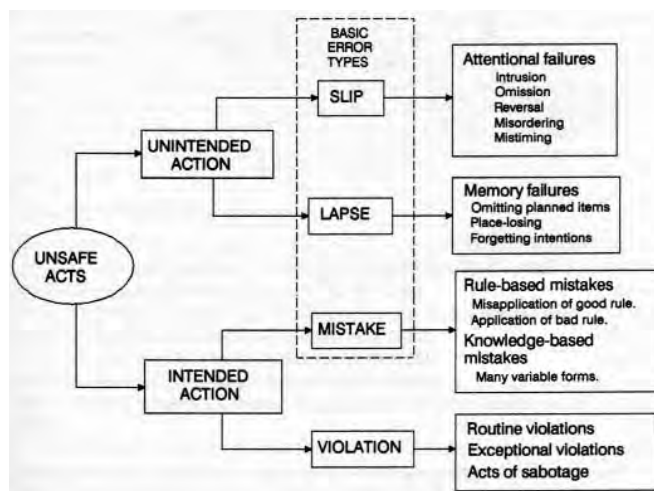 BASIC
ERROR
TYPES
SLIP
Attentional failures
Intrusion
Omission
Reversal
Misordering
Mistiming
UNINTENDED
ACTION
LAPSE
Memory failures
Omitting planned items
Place-losing
Forgetting intentions
UNSAFE
ACTS
MISTAKE
Rule-based mistakes
Misapplication of good rule.
Application of bad rule.
Knowledge-based
mistakes
Many variable forms.
INTENDED
ACTION
VIOLATION
Routine violations
Exceptional violations
Acts of sabotage